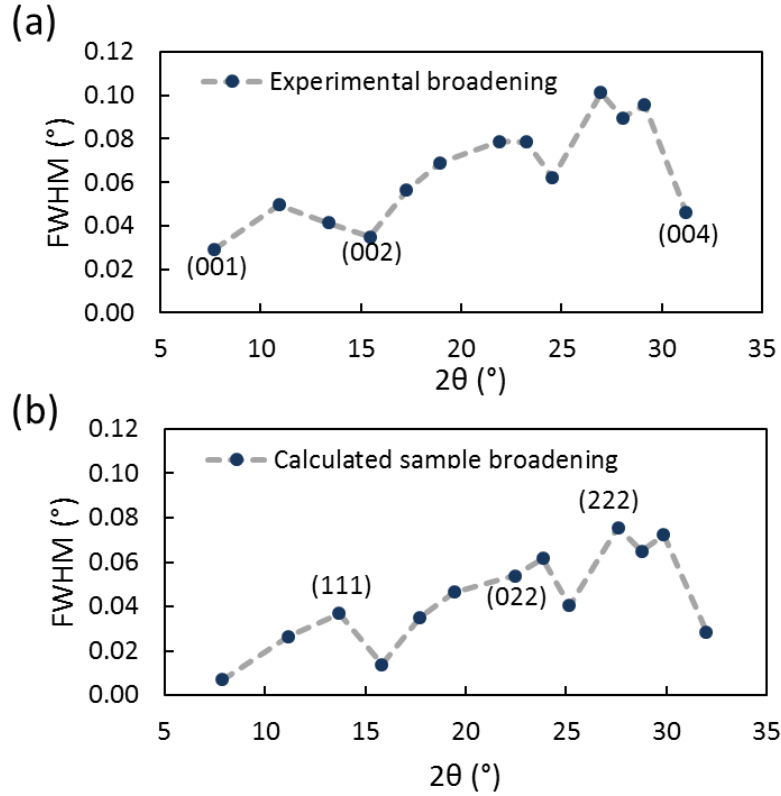 (a)
0.12
0.10
0.08
0.06
0.04
0.02
0.00
FWHM (°)
Experimental broadening
(001)
(002)
(004)
5 10 15 20 25 30 35
2θ (°)
(b)
0.12
0.10
0.08
0.06
0.04
0.02
0.00
FWHM (°)
Calculated sample broadening
(111)
(022)
(222)
5 10 15 20 25 30 35
2θ (°)